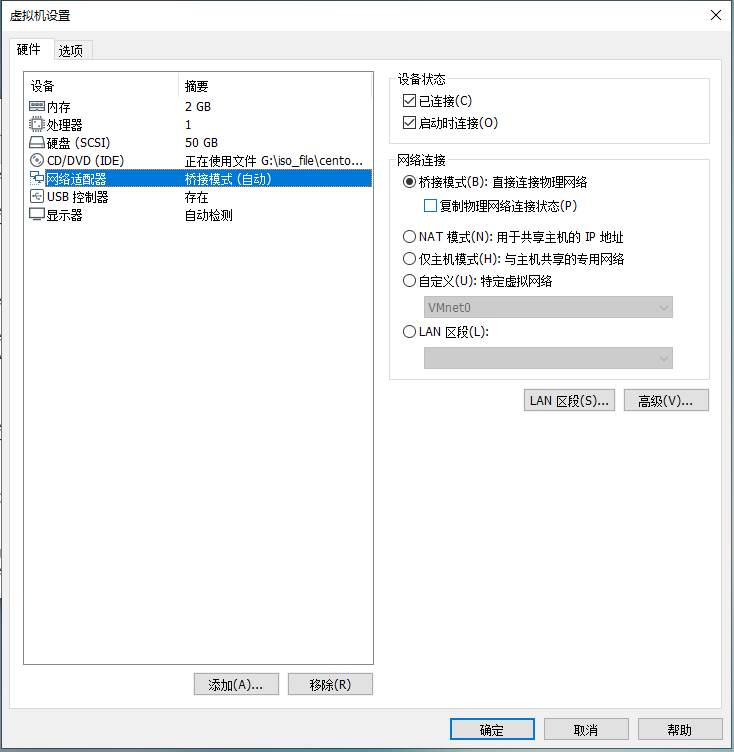 虚拟机设置
硬件 选项
设备 摘要
内存 2 GB
处理器 1
硬盘 (SCSI) 50 GB
CD/DVD (IDE) 正在使用文件 G:\iso_file\cento...
网络适配器 桥接模式 (自动)
USB 控制器 存在
显示器 自动检测
添加(A)... 移除(R)
设备状态
已连接(C)
启动时连接(O)
网络连接
桥接模式(B): 直接连接物理网络
复制物理网络连接状态(P)
NAT 模式(N): 用于共享主机的 IP 地址
仅主机模式(H): 与主机共享的专用网络
自定义(U): 特定虚拟网络
VMnet0
LAN 区段(L):
LAN 区段(S)... 高级(V)...
确定 取消 帮助